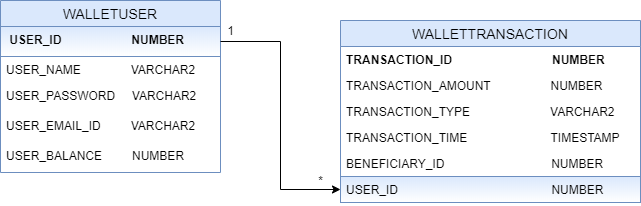 WALLETUSER
USER_ID NUMBER
USER_NAME VARCHAR2
USER_PASSWORD VARCHAR2
USER_EMAIL_ID VARCHAR2
USER_BALANCE NUMBER
1
*
WALLETTRANSACTION
TRANSACTION_ID NUMBER
TRANSACTION_AMOUNT NUMBER
TRANSACTION_TYPE VARCHAR2
TRANSACTION_TIME TIMESTAMP
BENEFICIARY_ID NUMBER
USER_ID NUMBER